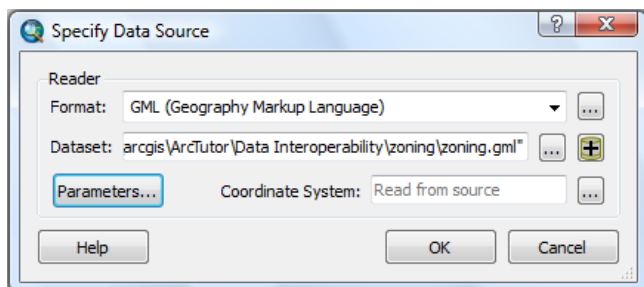 Specify Data Source
?
X
Reader
Format: GML (Geography Markup Language) ...
Dataset: arcgis\ArcTutor\Data Interoperability\zoning\zoning.gml" ...
Parameters... Coordinate System: Read from source ...
Help OK Cancel